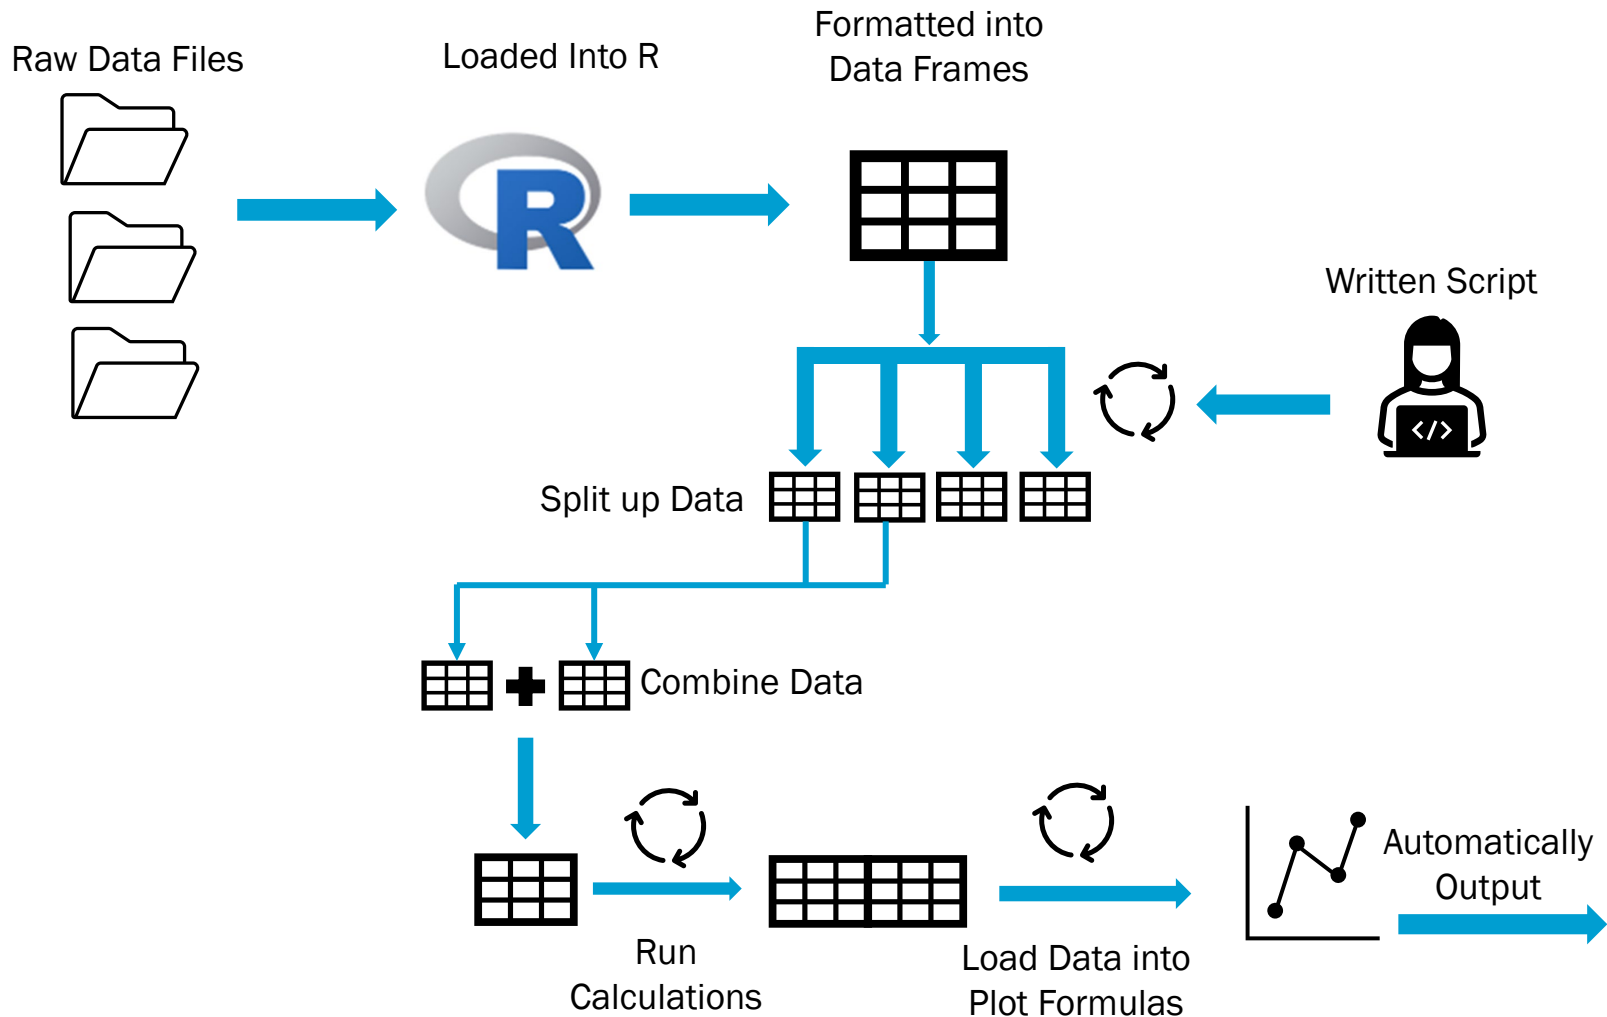 Raw Data Files
Loaded Into R
Formatted into
Data Frames
R
Written Script
</>
Split up Data
Combine Data
Run
Calculations
Load Data into
Plot Formulas
Automatically
Output